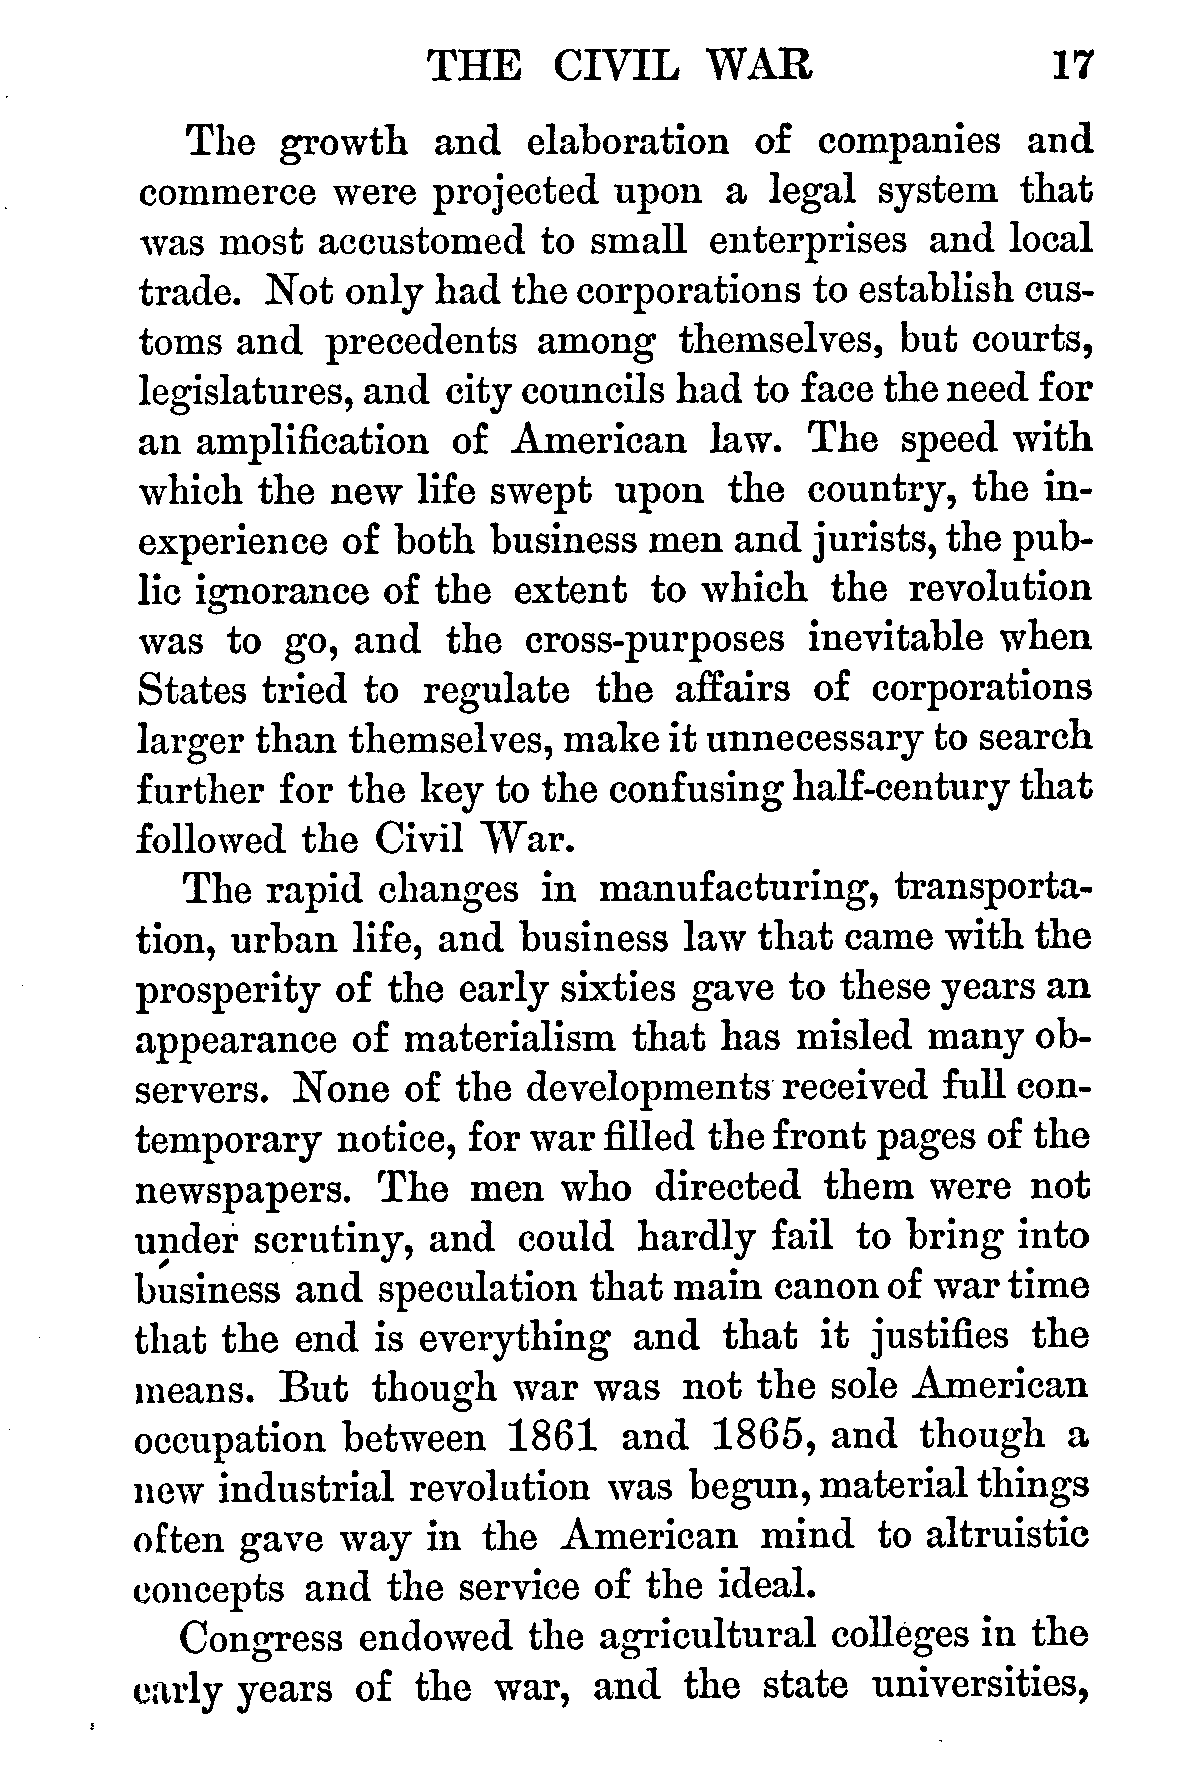 THE CIVIL WAR 17
The growth and elaboration of companies and
commerce were projected upon a legal system that
was most accustomed to small enterprises and local
trade. Not only had the corporations to establish cus-
toms and precedents among themselves, but courts,
legislatures, and city councils had to face the need for
an amplification of American law. The speed with
which the new life swept upon the country, the in-
experience of both business men and jurists, the pub-
lic ignorance of the extent to which the revolution
was to go, and the cross-purposes inevitable when
States tried to regulate the affairs of corporations
larger than themselves, make it unnecessary to search
further for the key to the confusing half-century that
followed the Civil War.
The rapid changes in manufacturing, transporta-
tion, urban life, and business law that came with the
prosperity of the early sixties gave to these years an
appearance of materialism that has misled many ob-
servers. None of the developments received full con-
temporary notice, for war filled the front pages of the
newspapers. The men who directed them were not
under scrutiny, and could hardly fail to bring into
business and speculation that main canon of war time
that the end is everything and that it justifies the
means. But though war was not the sole American
occupation between 1861 and 1865, and though a
new industrial revolution was begun, material things
often gave way in the American mind to altruistic
concepts and the service of the ideal.
Congress endowed the agricultural colleges in the
early years of the war, and the state universities,